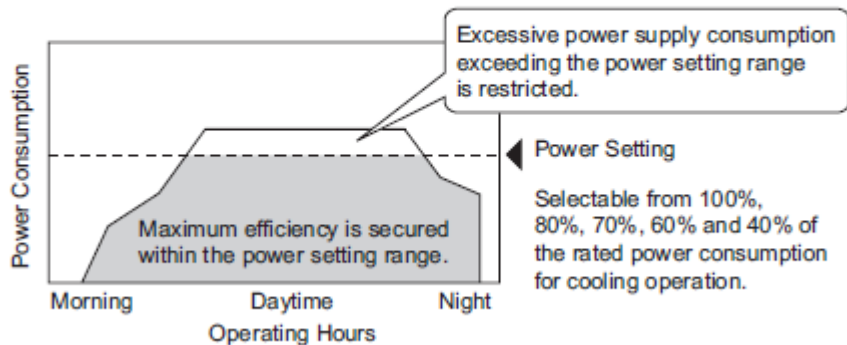 Excessive power supply consumption
exceeding the power setting range
is restricted.
Power Consumption
Power Setting
Selectable from 100%,
80%, 70%, 60% and 40% of
the rated power consumption
for cooling operation.
Maximum efficiency is secured
within the power setting range.
Morning
Daytime
Night
Operating Hours